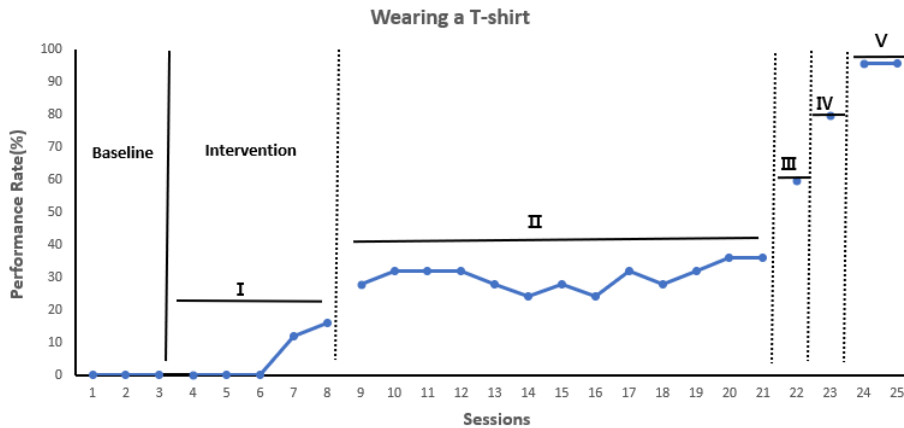 Wearing a T-shirt
V
100
90
IV
80
70
Baseline
Intervention
III
60
50
II
40
30
I
20
10
0
Performance Rate(%)
1 2 3 4 5 6 7 8 9 10 11 12 13 14 15 16 17 18 19 20 21 22 23 24 25
Sessions